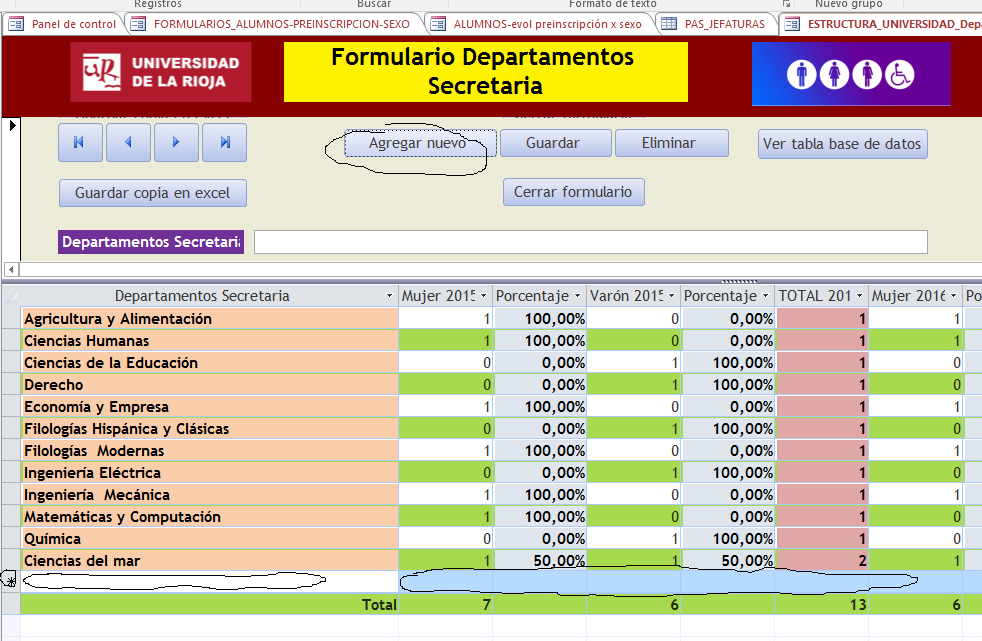 Registros Buscar Formato de texto Nuevo grupo
Panel de control FORMULARIOS_ALUMNOS-PREINSCRIPCION-SEXO ALUMNOS-evol preinscripción x sexo PAS_JEFATURAS ESTRUCTURA_UNIVERSIDAD_Depa
UNIVERSIDAD
DE LA RIOJA
Formulario Departamentos
Secretaria
Agregar nuevo Guardar Eliminar Ver tabla base de datos
Guardar copia en excel Cerrar formulario
Departamentos Secretaria
Departamentos Secretaria Mujer 2015 Porcentaje Varón 2015 Porcentaje TOTAL 201 Mujer 2016 Po
Agricultura y Alimentación 1 100,00% 0 0,00% 1 1
Ciencias Humanas 1 100,00% 0 0,00% 1 1
Ciencias de la Educación 0 0,00% 1 100,00% 1 0
Derecho 0 0,00% 1 100,00% 1 0
Economía y Empresa 1 100,00% 0 0,00% 1 1
Filologías Hispánica y Clásicas 0 0,00% 1 100,00% 1 0
Filologías Modernas 1 100,00% 0 0,00% 1 1
Ingeniería Eléctrica 0 0,00% 1 100,00% 1 0
Ingeniería Mecánica 1 100,00% 0 0,00% 1 1
Matemáticas y Computación 1 100,00% 0 0,00% 1 0
Química 0 0,00% 1 100,00% 1 0
Ciencias del mar 1 50,00% 1 50,00% 2 1
Total 7 6 13 6